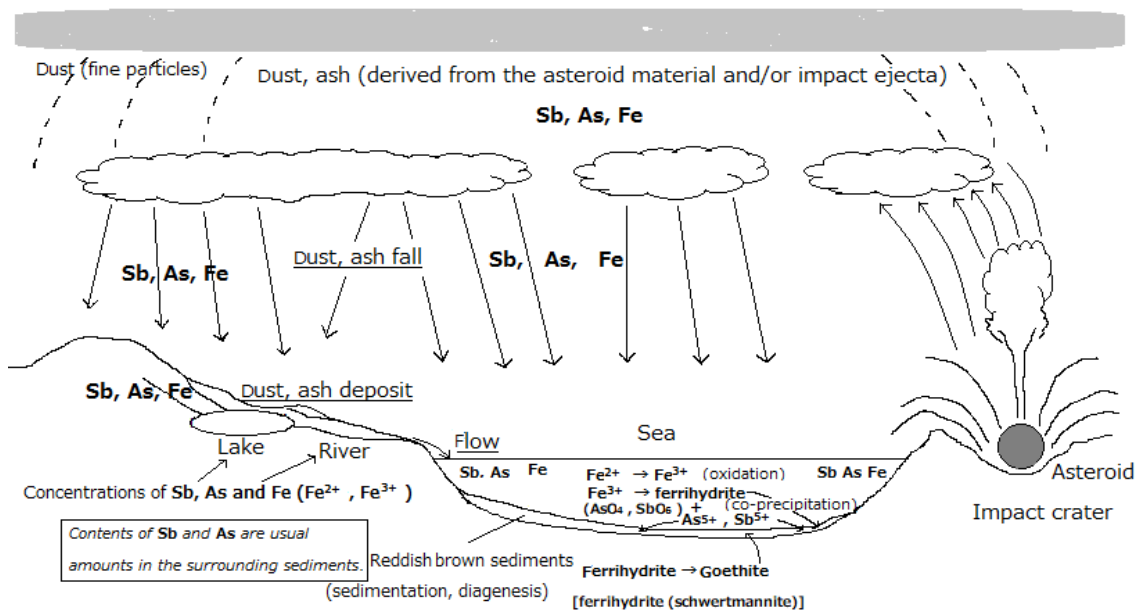 Dust (fine particles)
Dust, ash (derived from the asteroid material and/or impact ejecta)
Sb, As, Fe
Sb, As, Fe
Dust, ash fall
Sb, As, Fe
Sb, As, Fe
Dust, ash deposit
Lake
River
Flow
Sea
Concentrations of Sb, As and Fe (Fe²⁺ , Fe³⁺ )
Contents of Sb and As are usual
amounts in the surrounding sediments.
Sb. As Fe
Fe²⁺ → Fe³⁺ (oxidation)
Sb As Fe
Fe³⁺ → ferrihydrite
(AsO₄ , SbO₆ ) + (co-precipitation)
As⁵⁺ , Sb⁵⁺
Reddish brown sediments
(sedimentation, diagenesis)
Ferrihydrite → Goethite
[ferrihydrite (schwertmannite)]
Asteroid
Impact crater